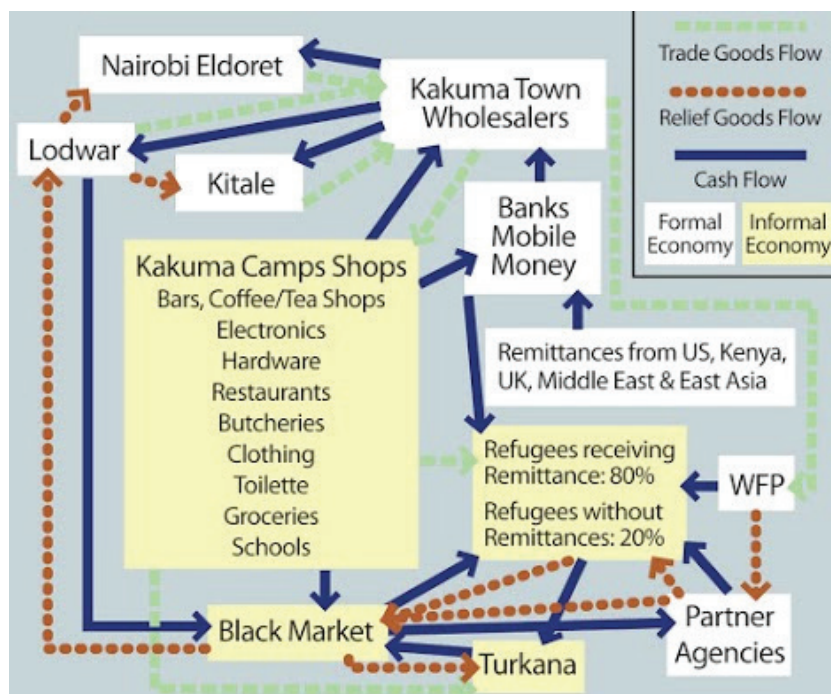 Nairobi Eldoret
Kakuma Town
Wholesalers
Trade Goods Flow
Relief Goods Flow
Cash Flow
Formal
Economy
Informal
Economy
Lodwar
Kitale
Banks
Mobile
Money
Kakuma Camps Shops
Bars, Coffee/Tea Shops
Electronics
Hardware
Restaurants
Butcheries
Clothing
Toilette
Groceries
Schools
Remittances from US, Kenya,
UK, Middle East & East Asia
Refugees receiving
Remittance: 80%
Refugees without
Remittances: 20%
WFP
Black Market
Turkana
Partner
Agencies